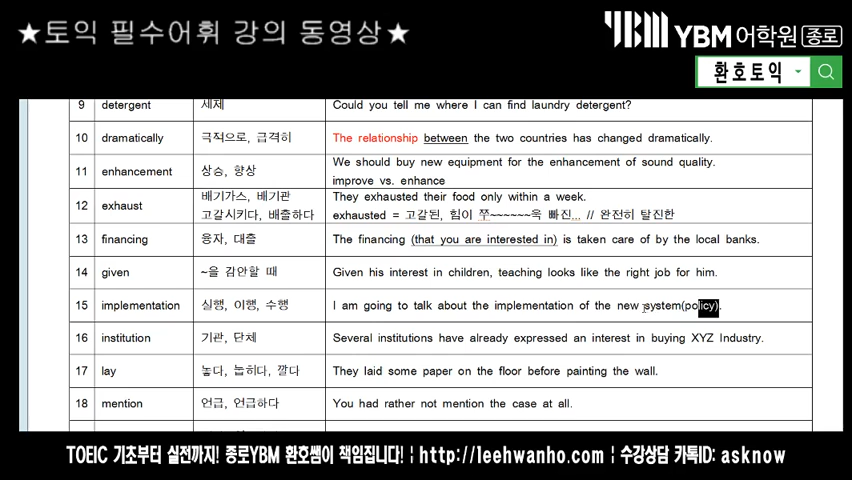 ★토익 필수어휘 강의 동영상★
YBM YBM어학원 종로
환호토익
9 detergent 세제 Could you tell me where I can find laundry detergent?
10 dramatically 극적으로, 급격히 The relationship between the two countries has changed dramatically.
11 enhancement 상승, 향상 We should buy new equipment for the enhancement of sound quality.
improve vs. enhance
12 exhaust 배기가스, 배기관 They exhausted their food only within a week.
고갈시키다, 배출하다 exhausted = 고갈된, 힘이 쭈~~~~~~욱 빠진... // 완전히 탈진한
13 financing 융자, 대출 The financing (that you are interested in) is taken care of by the local banks.
14 given ~을 감안할 때 Given his interest in children, teaching looks like the right job for him.
15 implementation 실행, 이행, 수행 I am going to talk about the implementation of the new system(policy).
16 institution 기관, 단체 Several institutions have already expressed an interest in buying XYZ Industry.
17 lay 놓다, 눕히다, 깔다 They laid some paper on the floor before painting the wall.
18 mention 언급, 언급하다 You had rather not mention the case at all.
TOEIC 기초부터 실전까지! 종로YBM 환호쌤이 책임집니다! ¦ http://leehwanho.com ¦ 수강상담 카톡ID: asknow